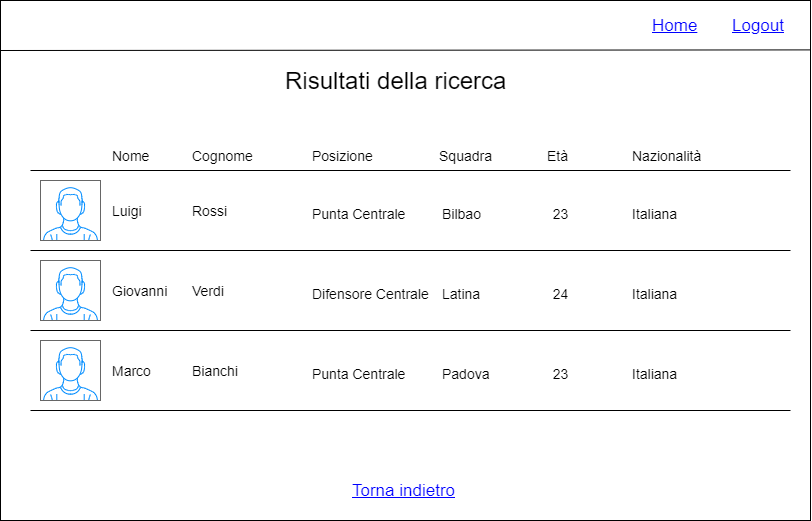 Home Logout
Risultati della ricerca
Nome Cognome Posizione Squadra Età Nazionalità
Luigi Rossi Punta Centrale Bilbao 23 Italiana
Giovanni Verdi Difensore Centrale Latina 24 Italiana
Marco Bianchi Punta Centrale Padova 23 Italiana
Torna indietro